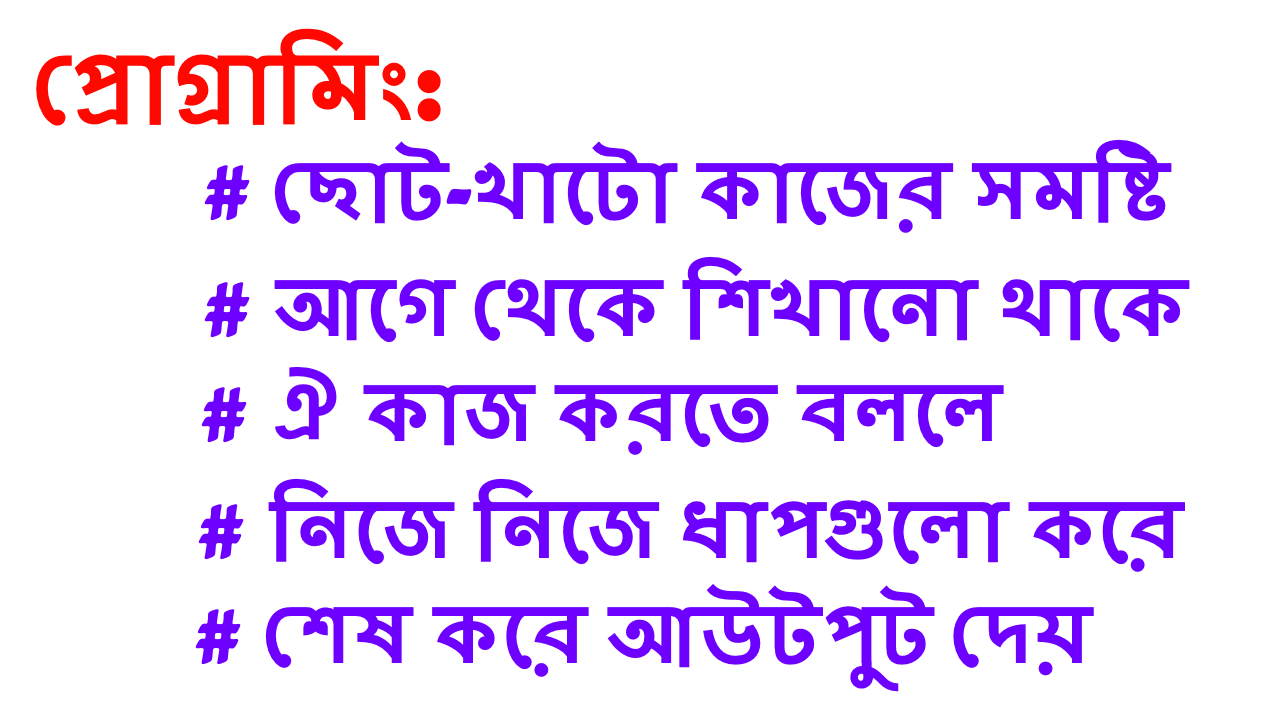 প্রোগ্রামিং:
# ছোট-খাটো কাজের সমষ্টি
# আগে থেকে শিখানো থাকে
# ঐ কাজ করতে বললে
# নিজে নিজে ধাপগুলো করে
# শেষ করে আউটপুট দেয়